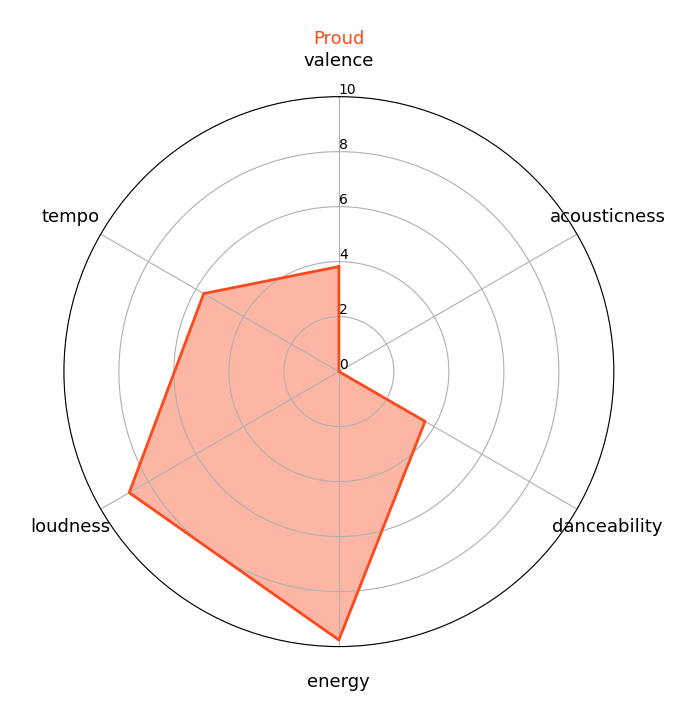 Proud
valence
10
8
6
4
2
0
tempo
acousticness
loudness
danceability
energy